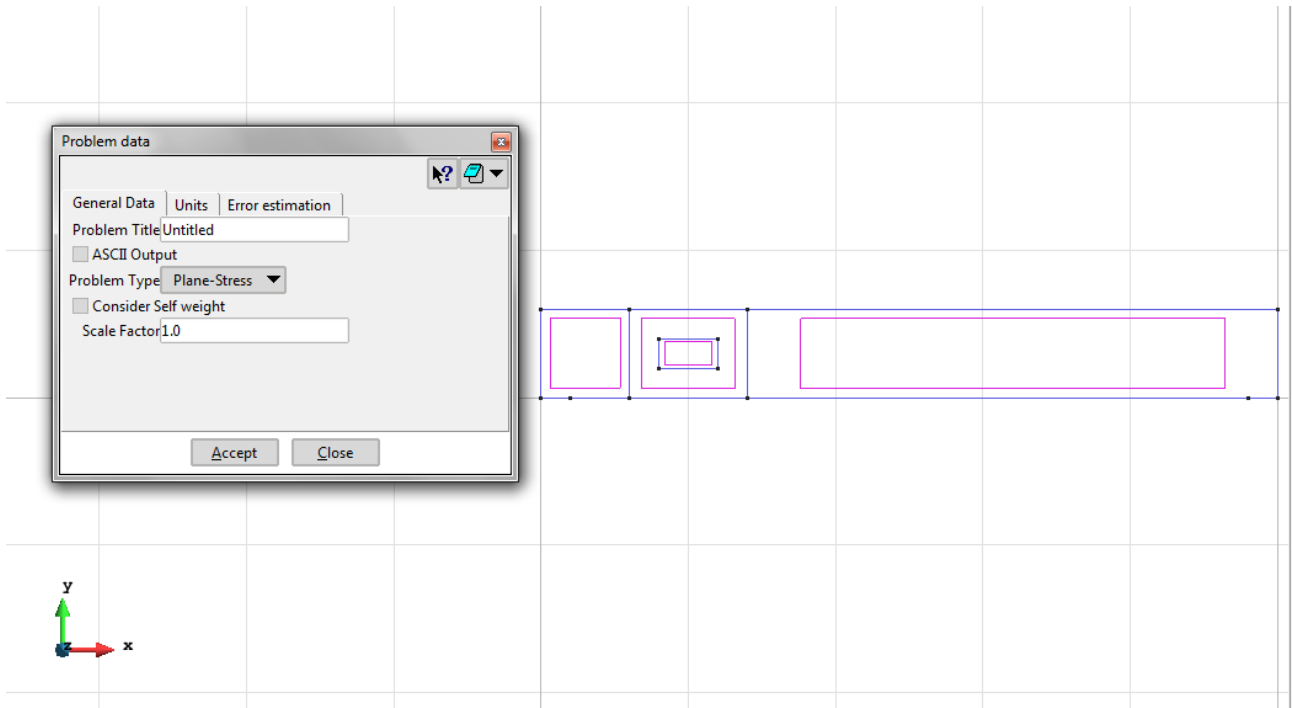 Problem data
General Data Units Error estimation
Problem Title Untitled
ASCII Output
Problem Type Plane-Stress
Consider Self weight
Scale Factor 1.0
Accept Close
y
z x